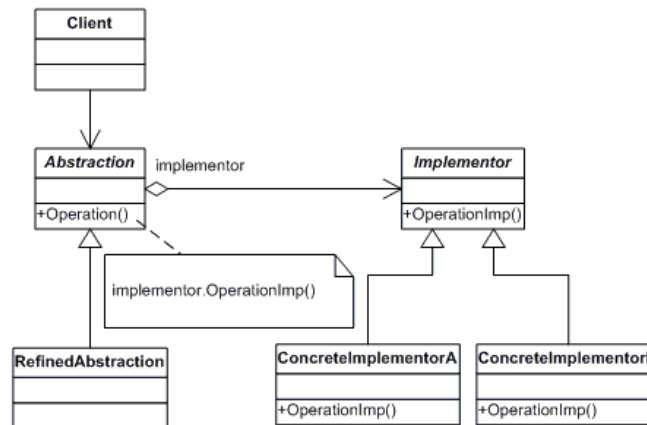 Client
Abstraction
implementor
Implementor
+Operation()
+OperationImp()
implementor.OperationImp()
RefinedAbstraction
ConcreteImplementorA
+OperationImp()
+OperationImp()